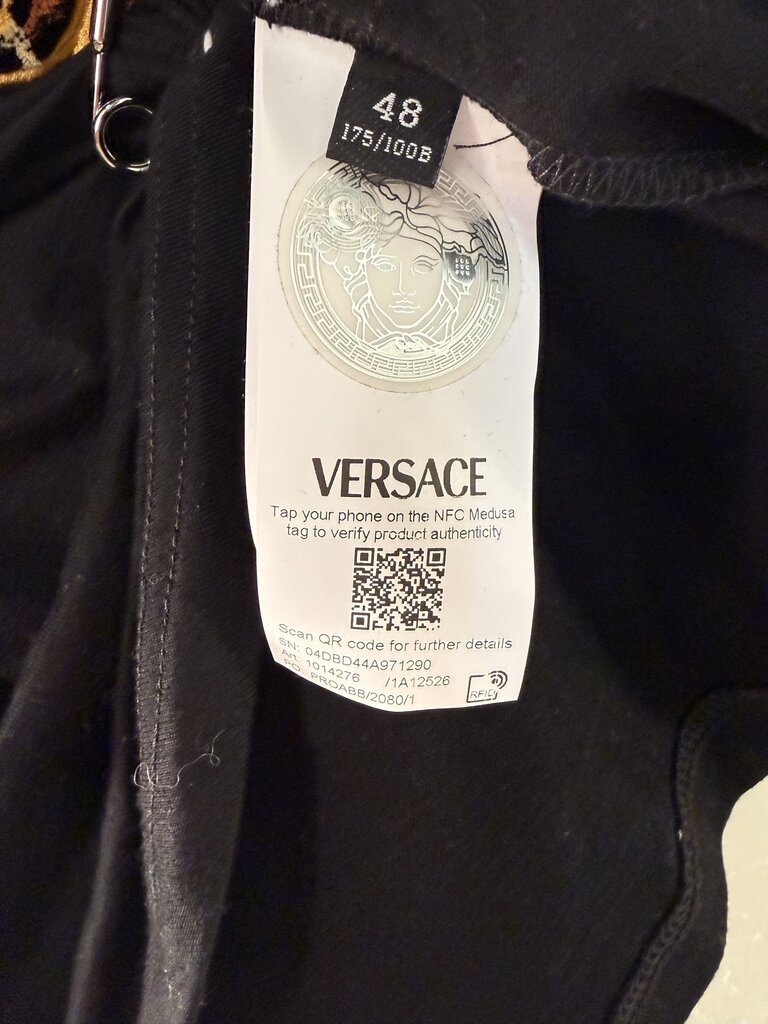 48
175/100B
VERSACE
Tap your phone on the NFC Medusa
tag to verify product authenticity
Scan QR code for further details
SN: 04DBD44A971290
Art: 1014276 /1A12526
PO: PROABB/2080/1
RFID